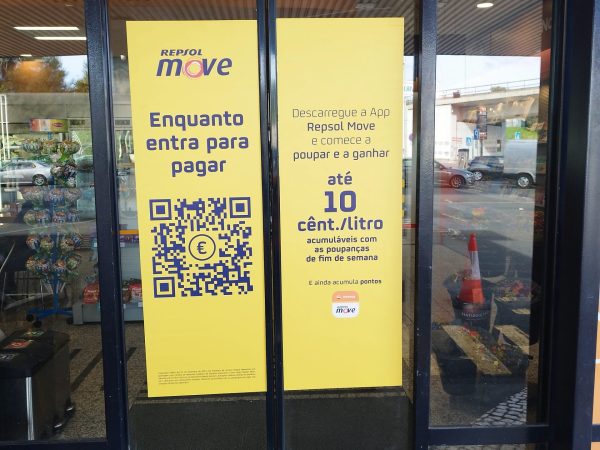 REPSOL
move
Enquanto
entra para
pagar
€
Descarregue a App
Repsol Move
e comece a
poupar e a ganhar
até
10
cênt./litro
acumuláveis com
as poupanças
de fim de semana
E ainda acumula pontos
move